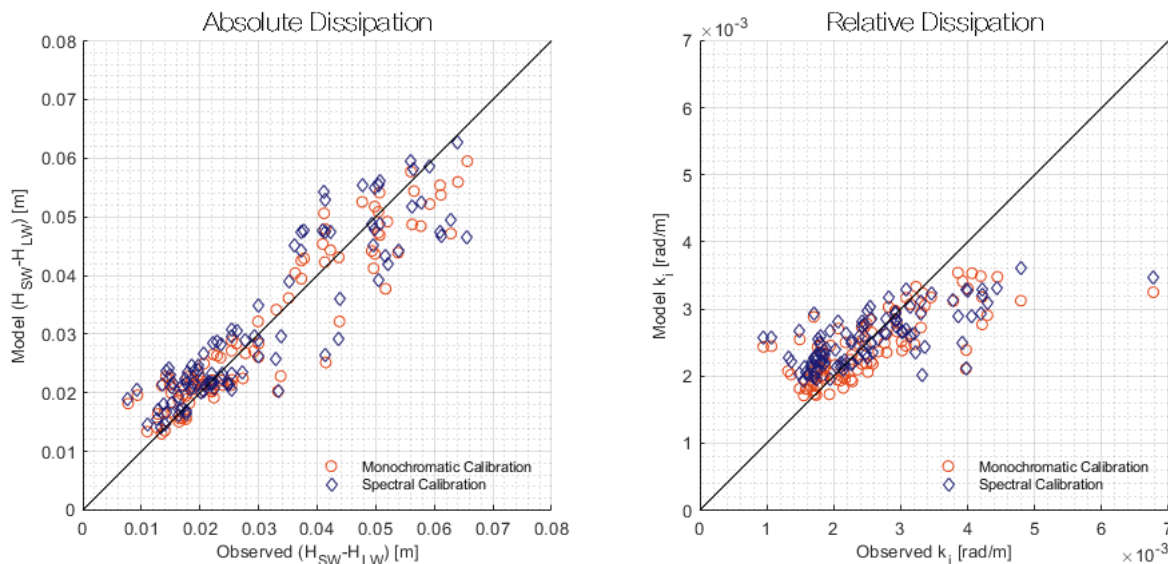 Absolute Dissipation
0.08
0.07
0.06
0.05
0.04
0.03
0.02
0.01
0
Model (H_SW-H_LW) [m]
Monochromatic Calibration
Spectral Calibration
0 0.01 0.02 0.03 0.04 0.05 0.06 0.07 0.08
Observed (H_SW-H_LW) [m]
Relative Dissipation
×10⁻³
7
6
5
4
3
2
1
0
Model k_i [rad/m]
Monochromatic Calibration
Spectral Calibration
0 1 2 3 4 5 6 7
Observed k_i [rad/m]
×10⁻³